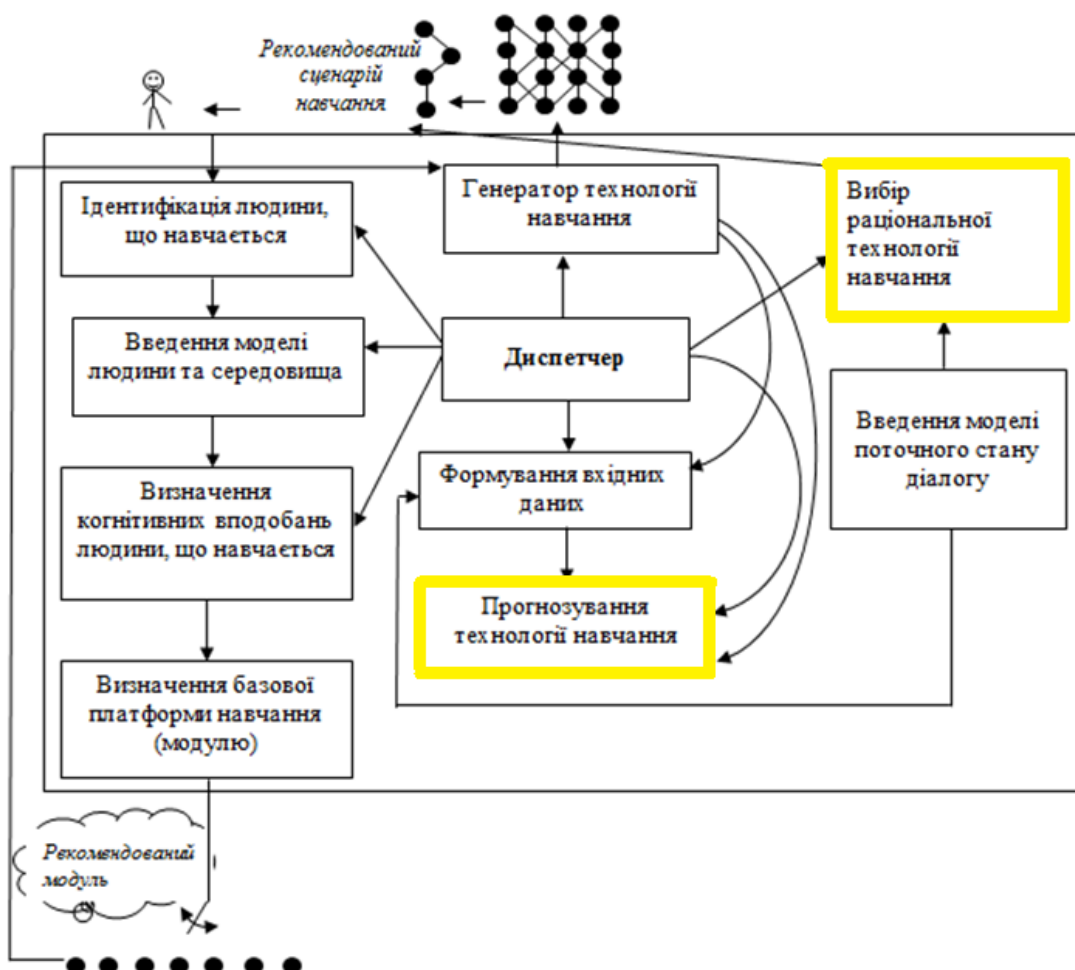 Рекомендований
сценарій
навчання
Ідентифікація людини,
що навчається
Генератор технології
навчання
Вибір
раціональної
технології
навчання
Введення моделі
людини та середовища
Диспетчер
Введення моделі
поточного стану
діалогу
Визначення
когнітивних вподобань
людини, що навчається
Формування вхідних
даних
Прогнозування
технології навчання
Визначення базової
платформи навчання
(модулю)
Рекомендований
модуль